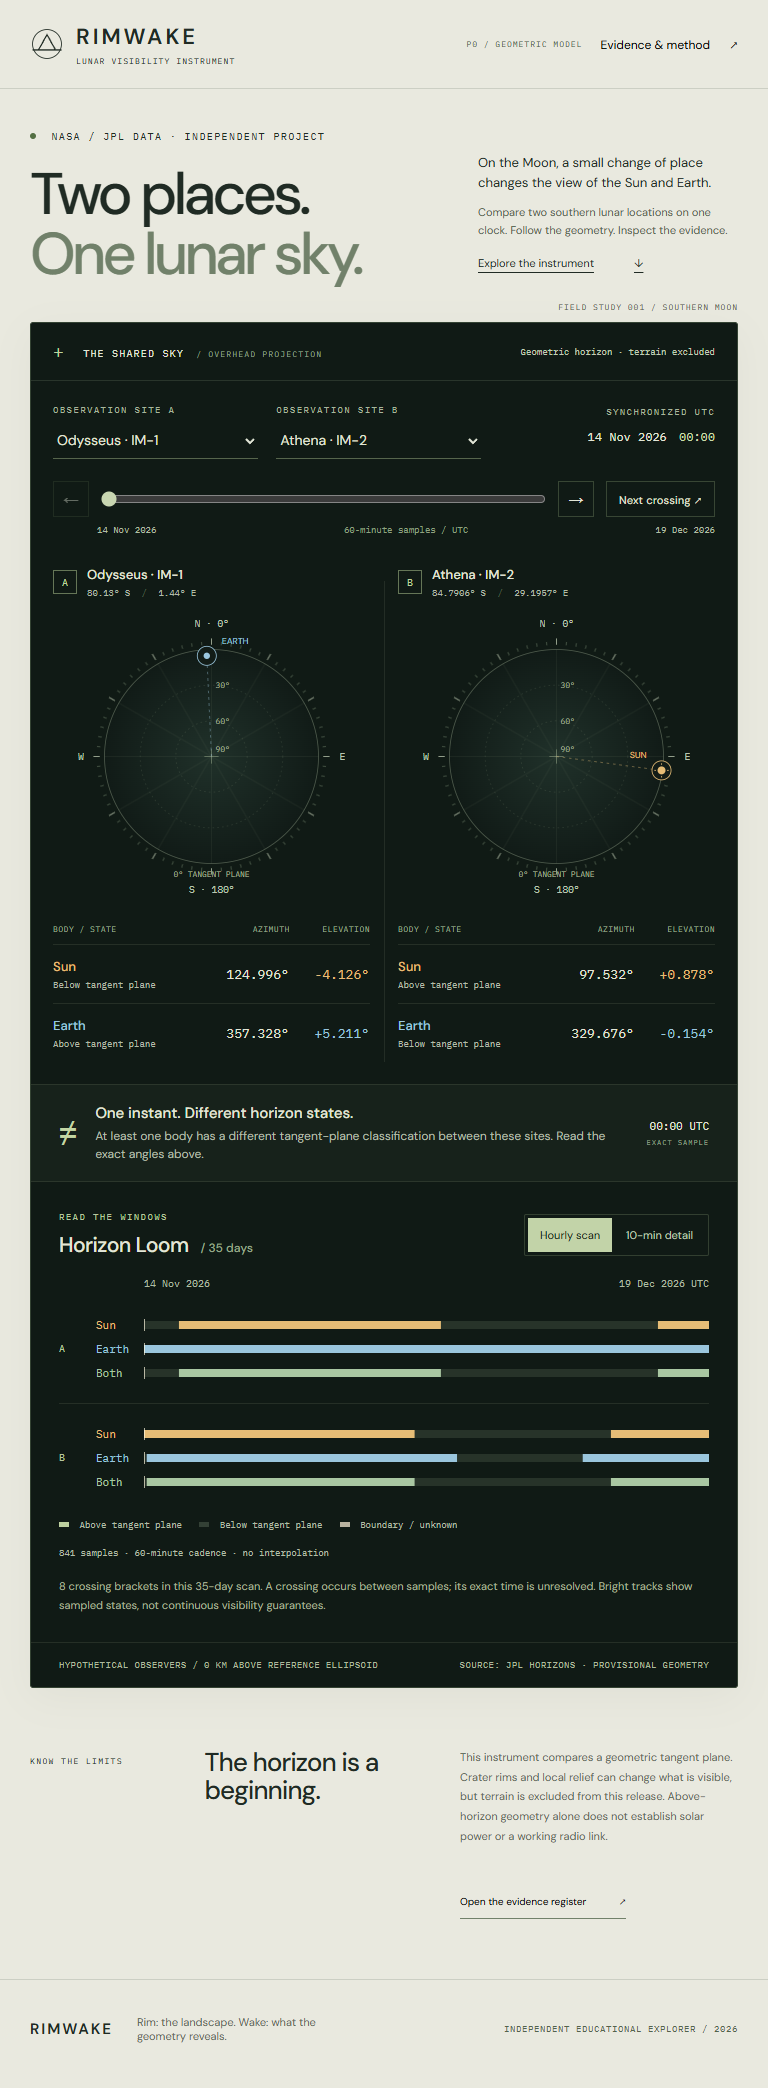 RIMWAKE
LUNAR VISIBILITY INSTRUMENT
P0 / GEOMETRIC MODEL
Evidence & method ↗
NASA / JPL DATA · INDEPENDENT PROJECT
Two places.
One lunar sky.
On the Moon, a small change of place
changes the view of the Sun and Earth.
Compare two southern lunar locations on one
clock. Follow the geometry. Inspect the evidence.
Explore the instrument ↓
FIELD STUDY 001 / SOUTHERN MOON
+ THE SHARED SKY / OVERHEAD PROJECTION
Geometric horizon · terrain excluded
OBSERVATION SITE A
Odysseus · IM-1
OBSERVATION SITE B
Athena · IM-2
SYNCHRONIZED UTC
14 Nov 2026 00:00
←
→
Next crossing ↗
14 Nov 2026
60-minute samples / UTC
19 Dec 2026
A
Odysseus · IM-1
80.13° S / 1.44° E
N · 0°
EARTH
30°
60°
90°
W
E
0° TANGENT PLANE
S · 180°
BODY / STATE AZIMUTH ELEVATION
Sun 124.996° -4.126°
Below tangent plane
Earth 357.328° +5.211°
Above tangent plane
B
Athena · IM-2
84.7906° S / 29.1957° E
N · 0°
30°
60°
90°
SUN
W
E
0° TANGENT PLANE
S · 180°
BODY / STATE AZIMUTH ELEVATION
Sun 97.532° +0.878°
Above tangent plane
Earth 329.676° -0.154°
Below tangent plane
≠
One instant. Different horizon states.
At least one body has a different tangent-plane classification between these sites. Read the
exact angles above.
00:00 UTC
EXACT SAMPLE
READ THE WINDOWS
Horizon Loom / 35 days
Hourly scan
10-min detail
14 Nov 2026
19 Dec 2026 UTC
A
Sun
Earth
Both
B
Sun
Earth
Both
Above tangent plane
Below tangent plane
Boundary / unknown
841 samples · 60-minute cadence · no interpolation
8 crossing brackets in this 35-day scan. A crossing occurs between samples; its exact time is unresolved. Bright tracks show
sampled states, not continuous visibility guarantees.
HYPOTHETICAL OBSERVERS / 0 KM ABOVE REFERENCE ELLIPSOID
SOURCE: JPL HORIZONS · PROVISIONAL GEOMETRY
KNOW THE LIMITS
The horizon is a
beginning.
This instrument compares a geometric tangent plane.
Crater rims and local relief can change what is visible,
but terrain is excluded from this release. Above-
horizon geometry alone does not establish solar
power or a working radio link.
Open the evidence register ↗
RIMWAKE
Rim: the landscape. Wake: what the
geometry reveals.
INDEPENDENT EDUCATIONAL EXPLORER / 2026